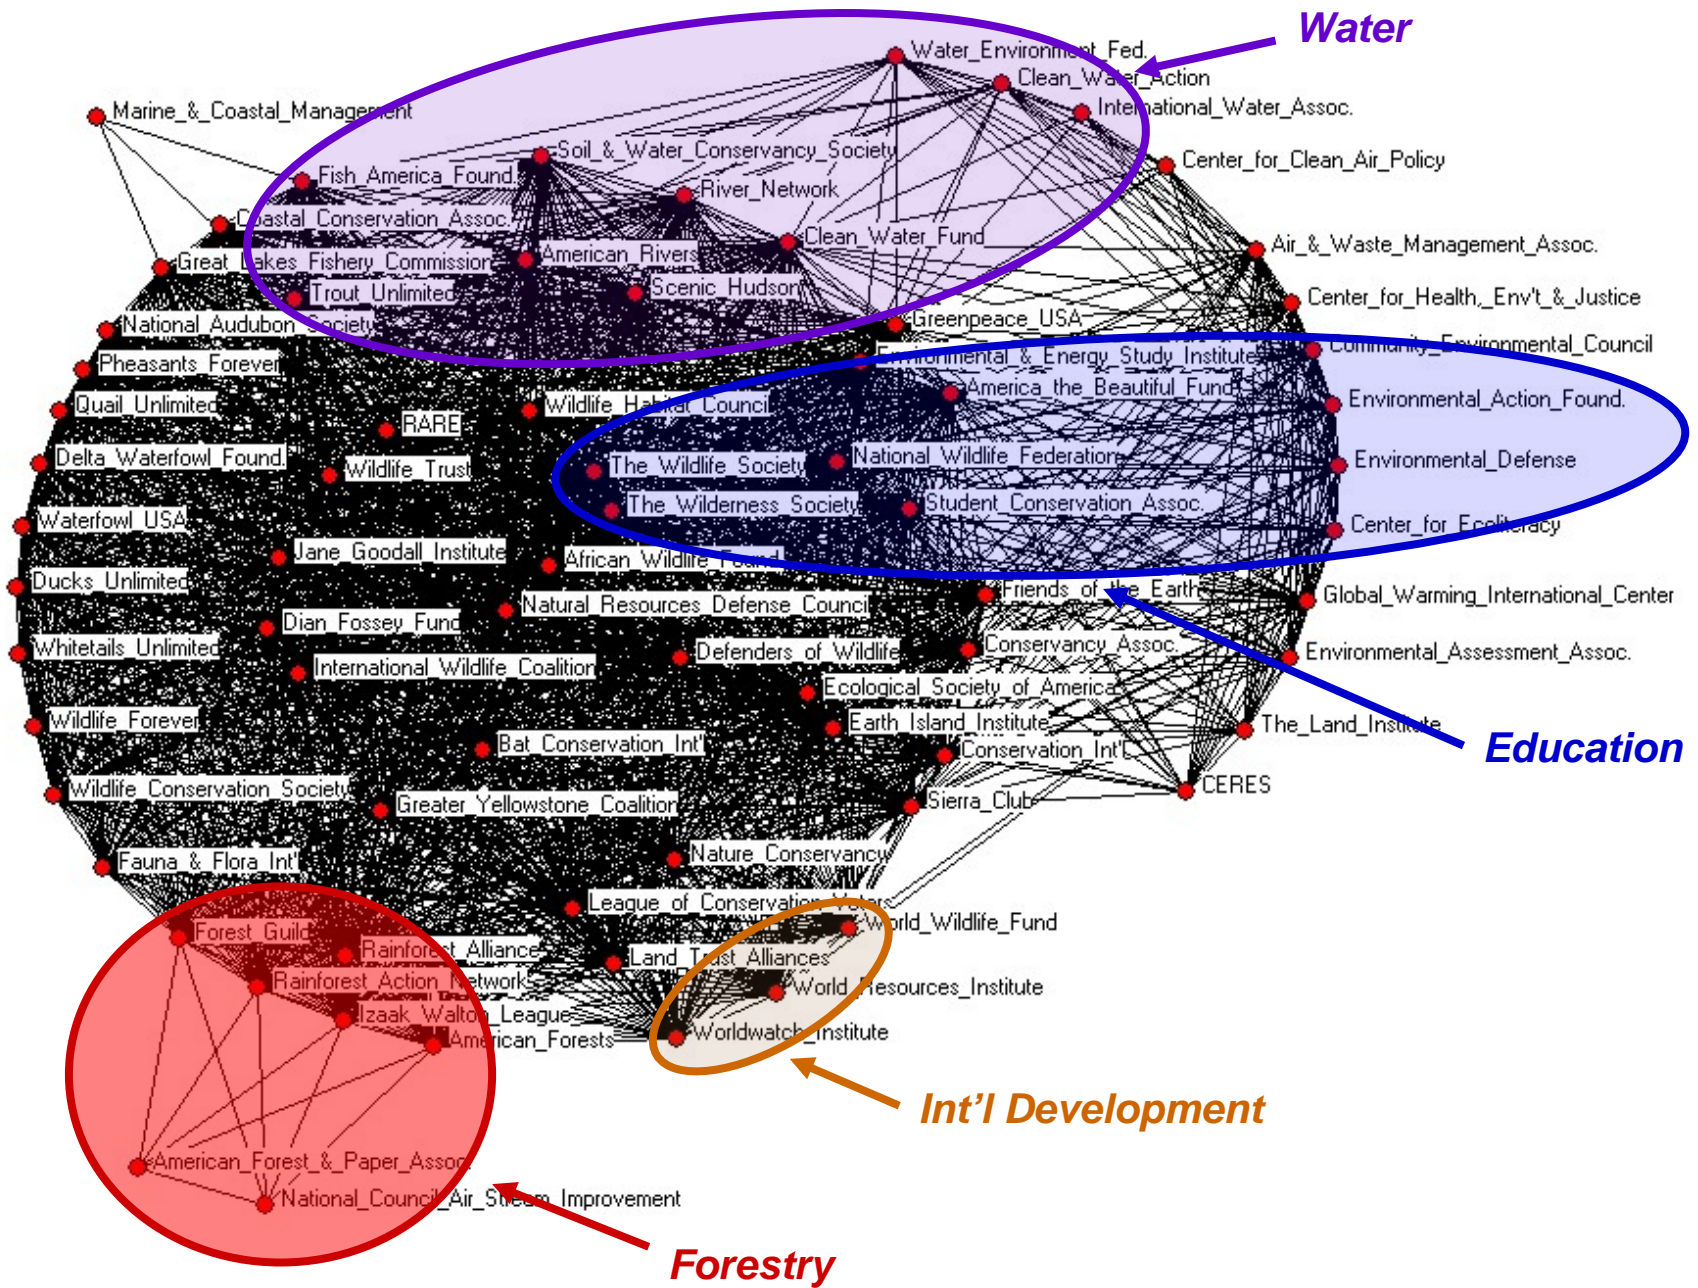 Water
Water_Environment_Fed.
Clean_Water_Action
Marine_&_Coastal_Management
International_Water_Assoc.
Soil_&_Water_Conservancy_Society
Center_for_Clean_Air_Policy
Fish_America_Found.
River_Network
Coastal_Conservation_Assoc.
Clean_Water_Fund
Air_&_Waste_Management_Assoc.
American_Rivers
Great_Lakes_Fishery_Commission
Scenic_Hudson
Trout_Unlimited
Center_for_Health,_Env't_&_Justice
Greenpeace_USA
National_Audubon_Society
Community_Environmental_Council
Environmental_&_Energy_Study_Institute
Pheasants_Forever
America_the_Beautiful_Fund
Quail_Unlimited
Wildlife_Habitat_Council
Environmental_Action_Found.
RARE
Delta_Waterfowl_Found.
National_Wildlife_Federation
Environmental_Defense
The_Wildlife_Society
Wildlife_Trust
Student_Conservation_Assoc.
The_Wilderness_Society
Waterfowl_USA
Center_for_Ecoliteracy
Jane_Goodall_Institute
African_Wildlife_Found.
Ducks_Unlimited
Friends_of_the_Earth
Global_Warming_International_Center
Natural_Resources_Defense_Council
Dian_Fossey_Fund
Whitetails_Unlimited
Conservancy_Assoc.
Defenders_of_Wildlife
Environmental_Assessment_Assoc.
International_Wildlife_Coalition
Ecological_Society_of_America
Wildlife_Forever
Earth_Island_Institute
The_Land_Institute
Education
Bat_Conservation_Int'l
Conservation_Int'l
Wildlife_Conservation_Society
CERES
Greater_Yellowstone_Coalition
Sierra_Club
Nature_Conservancy
Fauna_&_Flora_Int'l
League_of_Conservation_Voters
World_Wildlife_Fund
Forest_Guild
Rainforest_Alliance
Land_Trust_Alliances
Rainforest_Action_Network
World_Resources_Institute
Izaak_Walton_League
American_Forests
Worldwatch_Institute
Int’l Development
American_Forest_&_Paper_Assoc.
National_Council_Air_Stream_Improvement
Forestry